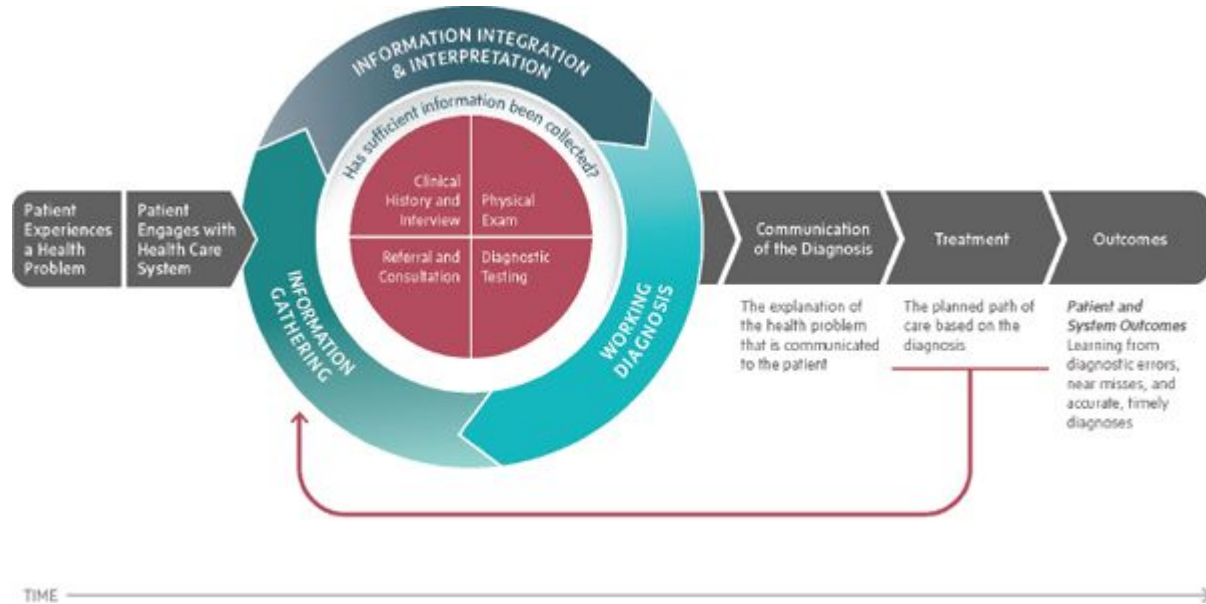 INFORMATION INTEGRATION
& INTERPRETATION
Has sufficient information been collected?
Clinical
History and
Interview
Physical
Exam
Referral and
Consultation
Diagnostic
Testing
INFORMATION
GATHERING
WORKING
DIAGNOSIS
Patient
Experiences
a Health
Problem
Patient
Engages with
Health Care
System
Communication
of the Diagnosis
Treatment
Outcomes
The explanation of
the health problem
that is communicated
to the patient
The planned path of
care based on the
diagnosis
Patient and
System Outcomes
Learning from
diagnostic errors,
near misses, and
accurate, timely
diagnoses
TIME